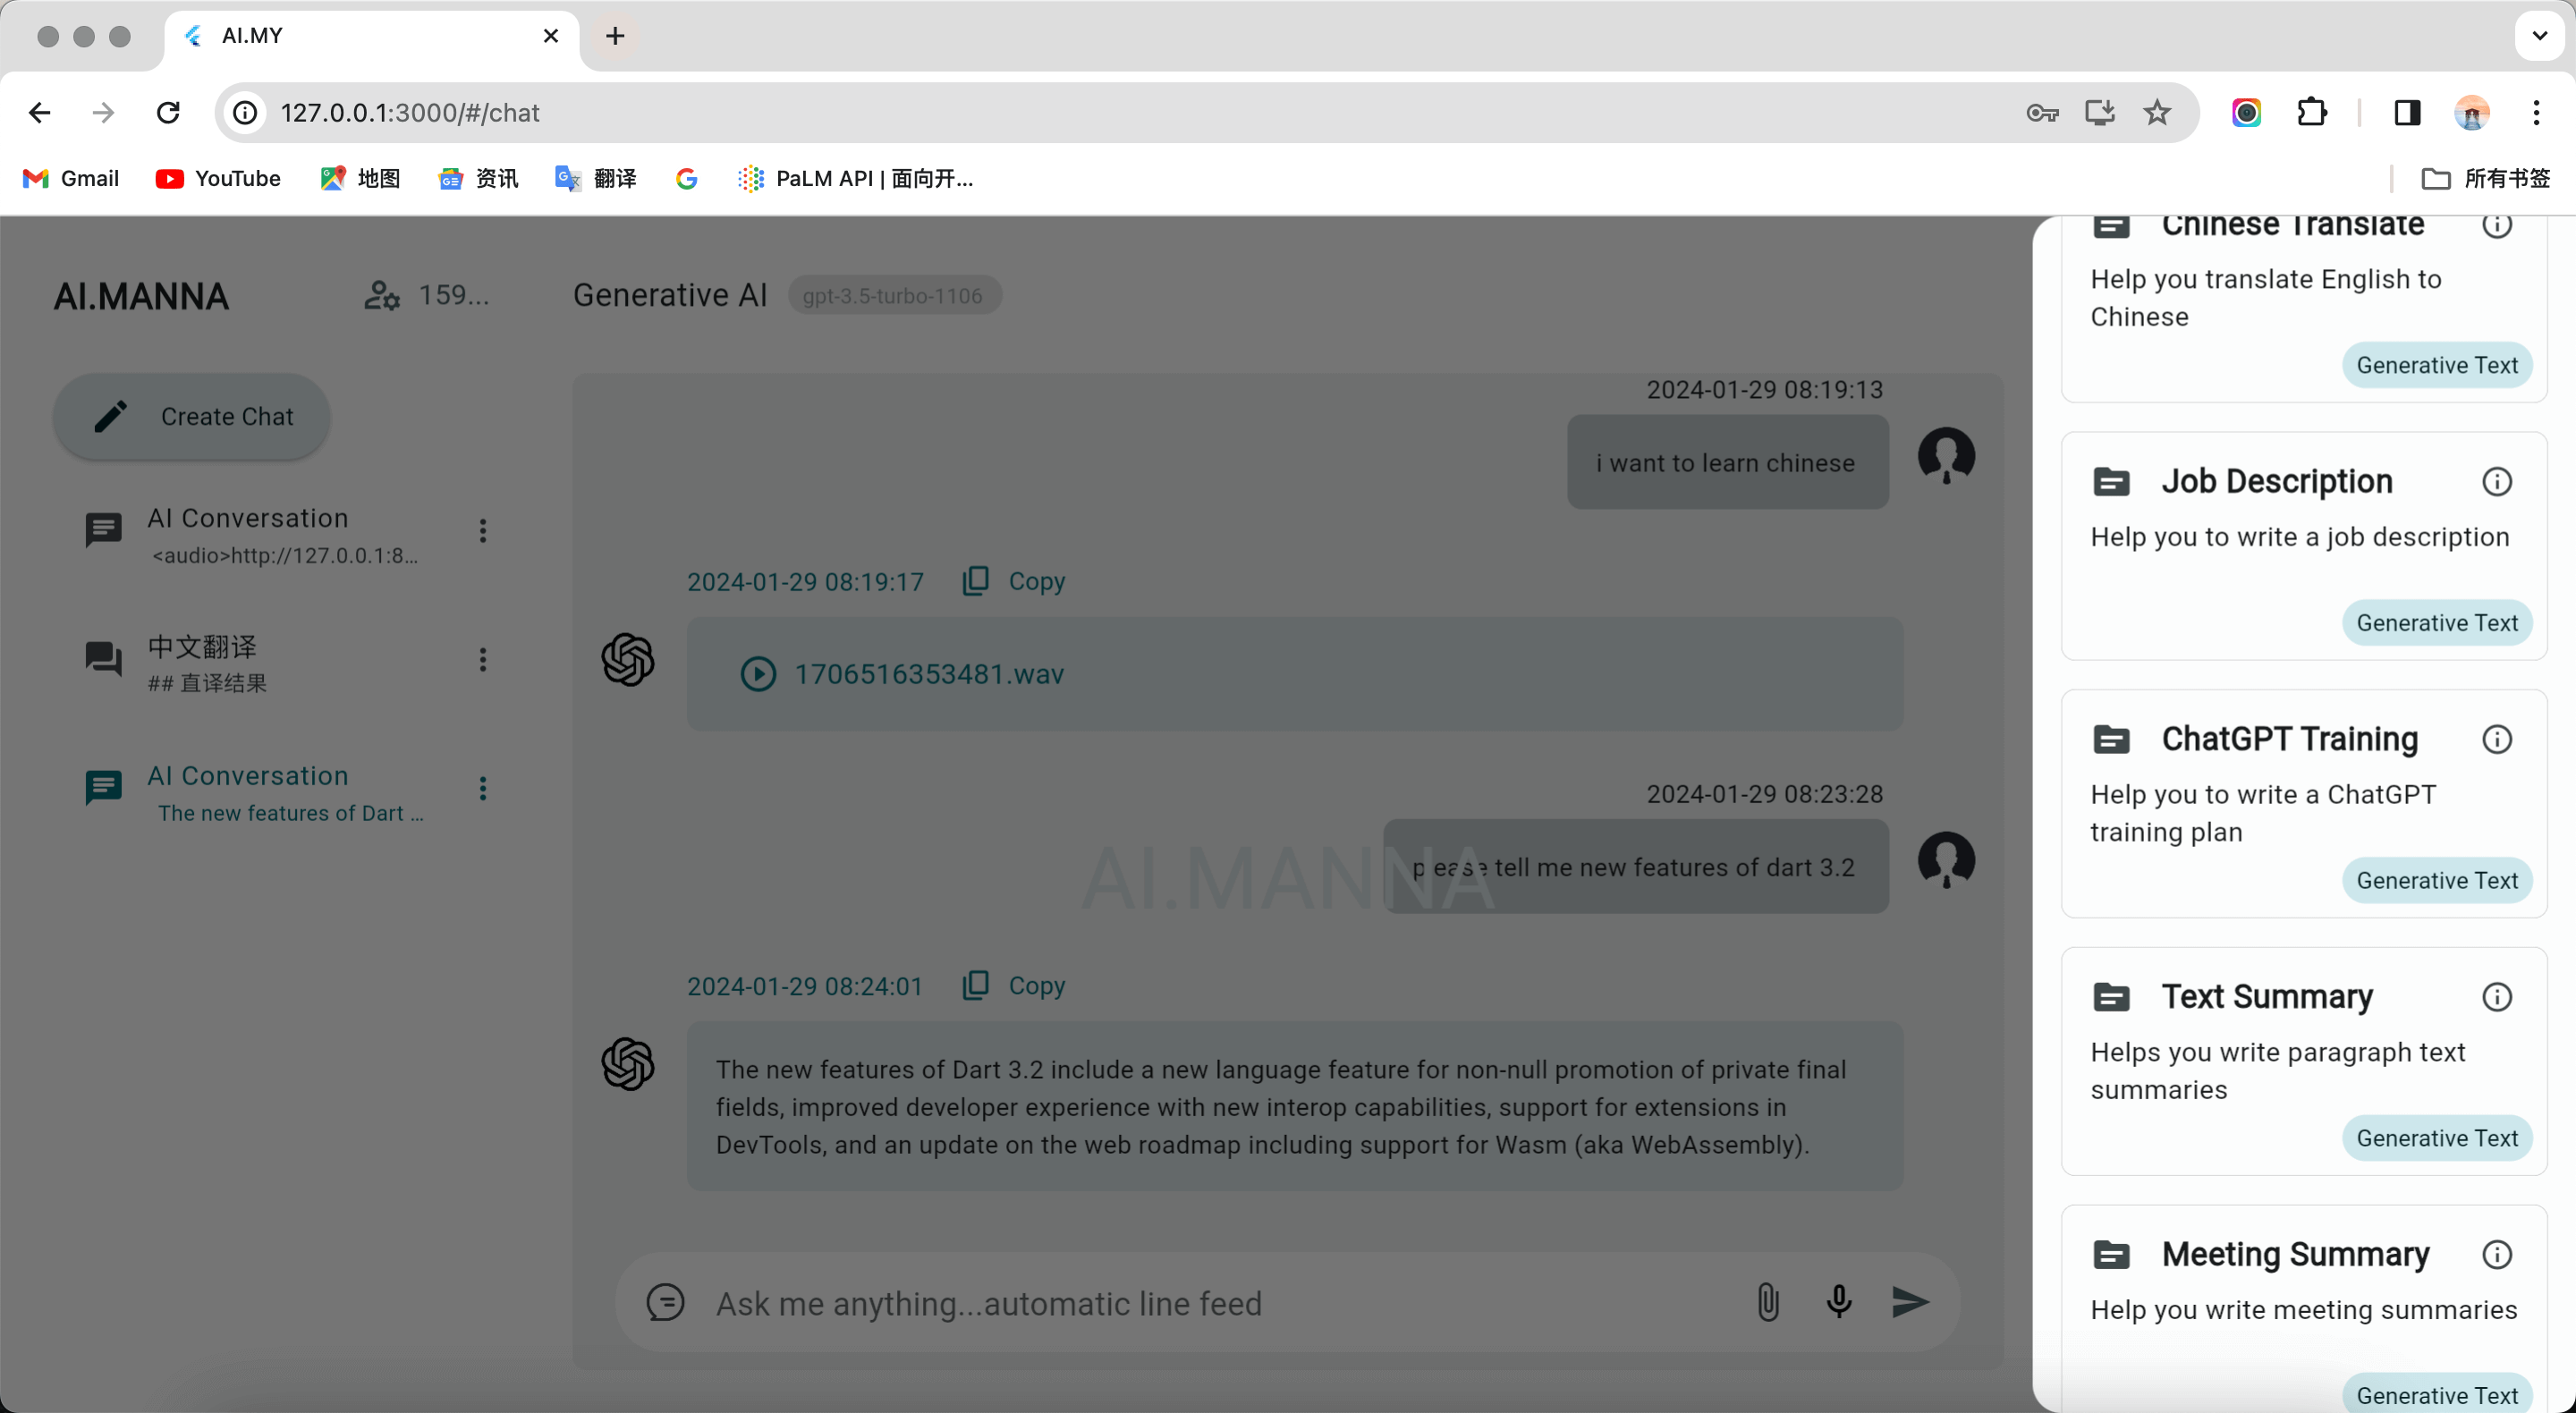 AI.MY
127.0.0.1:3000/#/chat
Gmail
YouTube
地图
资讯
翻译
PaLM API | 面向开...
所有书签
AI.MANNA
159...
Create Chat
AI Conversation
<audio>http://127.0.0.1:8...
中文翻译
## 直译结果
AI Conversation
The new features of Dart ...
Generative AI
gpt-3.5-turbo-1106
2024-01-29 08:19:13
i want to learn chinese
2024-01-29 08:19:17
Copy
1706516353481.wav
2024-01-29 08:23:28
please tell me new features of dart 3.2
AI.MANNA
2024-01-29 08:24:01
Copy
The new features of Dart 3.2 include a new language feature for non-null promotion of private final
fields, improved developer experience with new interop capabilities, support for extensions in
DevTools, and an update on the web roadmap including support for Wasm (aka WebAssembly).
Ask me anything...automatic line feed
Chinese Translate
Help you translate English to
Chinese
Generative Text
Job Description
Help you to write a job description
Generative Text
ChatGPT Training
Help you to write a ChatGPT
training plan
Generative Text
Text Summary
Helps you write paragraph text
summaries
Generative Text
Meeting Summary
Help you write meeting summaries
Generative Text